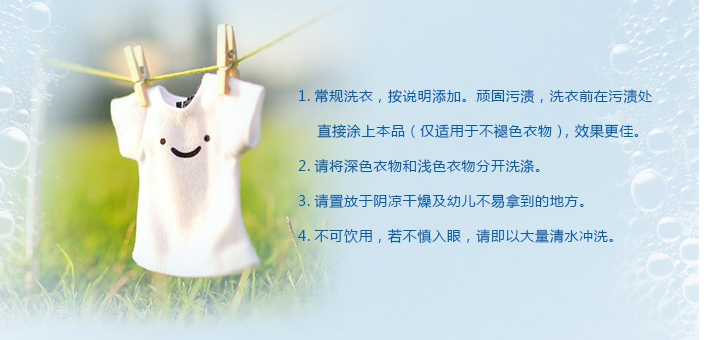 1. 常规洗衣，按说明添加。顽固污渍，洗衣前在污渍处
直接涂上本品（仅适用于不褪色衣物），效果更佳。
2. 请将深色衣物和浅色衣物分开洗涤。
3. 请置放于阴凉干燥及幼儿不易拿到的地方。
4. 不可饮用，若不慎入眼，请即以大量清水冲洗。